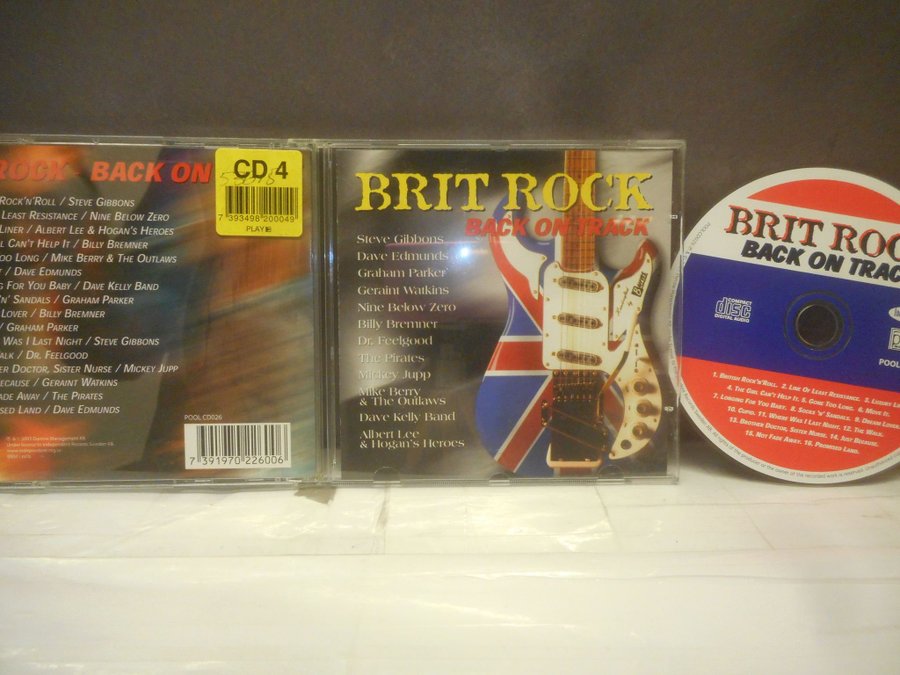 ROCK - BACK ON
CD 4
7 393498 200049
PLAY
ROCK'N'ROLL / STEVE GIBBONS
LEAST RESISTANCE / NINE BELOW ZERO
LINER / ALBERT LEE & HOGAN'S HEROES
CAN'T HELP IT / BILLY BREMNER
TOO LONG / MIKE BERRY & THE OUTLAWS
/ DAVE EDMUNDS
FOR YOU BABY / DAVE KELLY BAND
'N' SANDALS / GRAHAM PARKER
LOVER / BILLY BREMNER
/ GRAHAM PARKER
WAS I LAST NIGHT / STEVE GIBBONS
/ DR. FEELGOOD
DOCTOR, SISTER NURSE / MICKEY JUPP
/ GERAINT WATKINS
AWAY / THE PIRATES
LAND / DAVE EDMUNDS
POOL CD026
7 391970 226006
BRIT ROCK
BACK ON TRACK
Steve Gibbons
Dave Edmunds
Graham Parker
Geraint Watkins
Nine Below Zero
Billy Bremner
Dr. Feelgood
The Pirates
Mickey Jupp
Mike Berry
& The Outlaws
Dave Kelly Band
Albert Lee
& Hogan's Heroes
Burns
BRIT ROC
BACK ON TRAC
COMPACT
disc
DIGITAL AUDIO
POOL
1. BRITISH ROCK'N'ROLL. 2. LINE OF LEAST RESISTANCE. 3. LUXURY
4. THE GIRL CAN'T HELP IT. 5. GONE TOO LONG. 6. MOVE IT.
7. LONGING FOR YOU BABY. 8. SOCKS 'N' SANDALS. 9. DREAM LOVER.
10. CUPID. 11. WHERE WAS I LAST NIGHT. 12. THE WALK.
13. BROTHER DOCTOR, SISTER NURSE. 14. JUST BECAUSE.
15. NOT FADE AWAY. 16. PROMISED LAND.